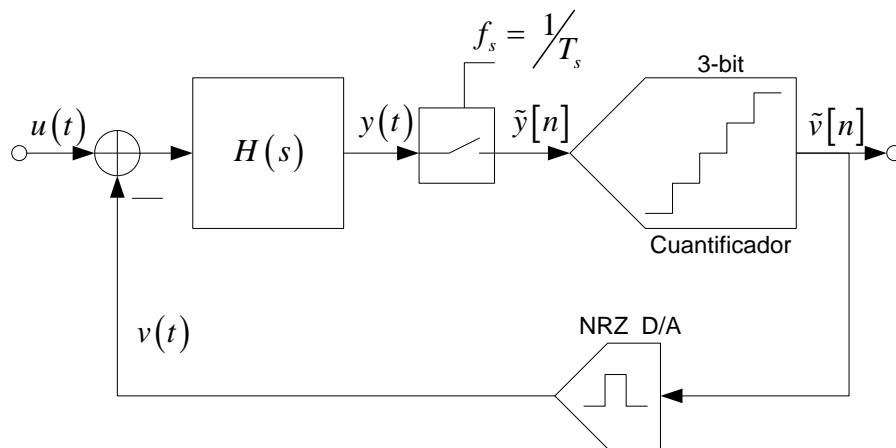 f_s = 1/T_s
3-bit
u(t)
H(s)
y(t)
ỹ[n]
ṽ[n]
Cuantificador
NRZ D/A
v(t)